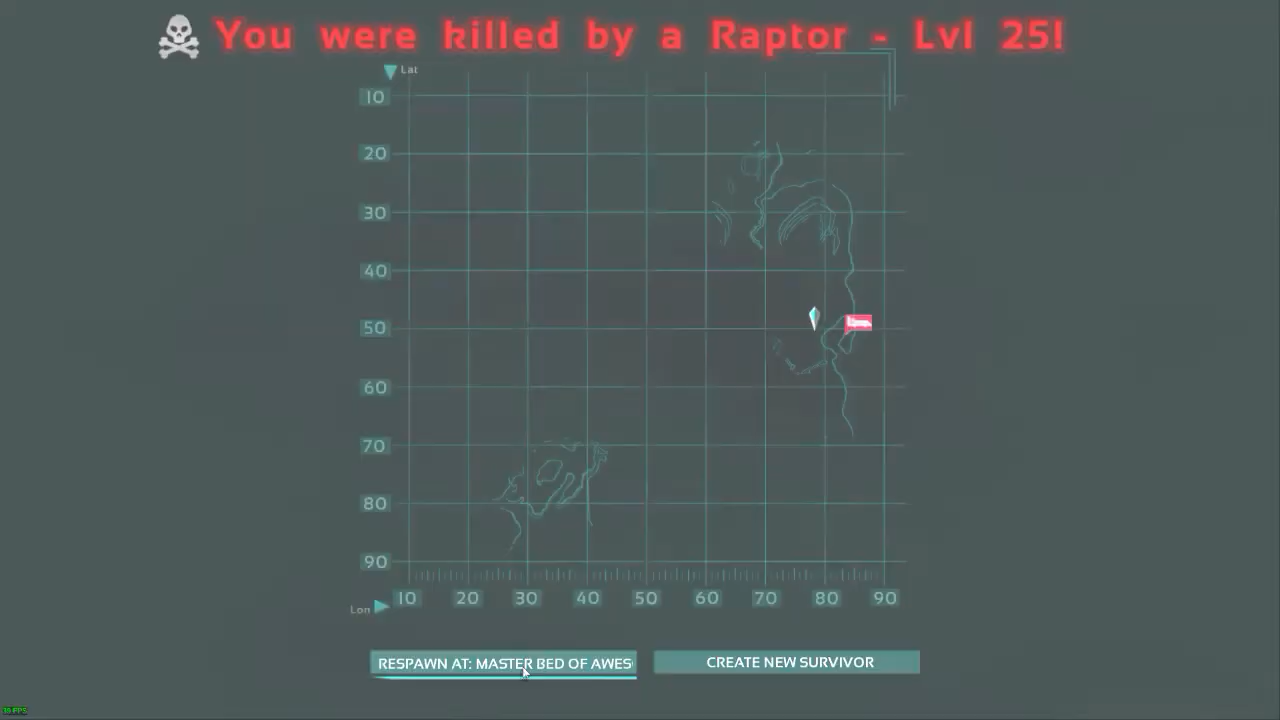 You were killed by a Raptor - Lvl 25!
Lat
10
20
30
40
50
60
70
80
90
Lon 10 20 30 40 50 60 70 80 90
RESPAWN AT: MASTER BED OF AWES
CREATE NEW SURVIVOR